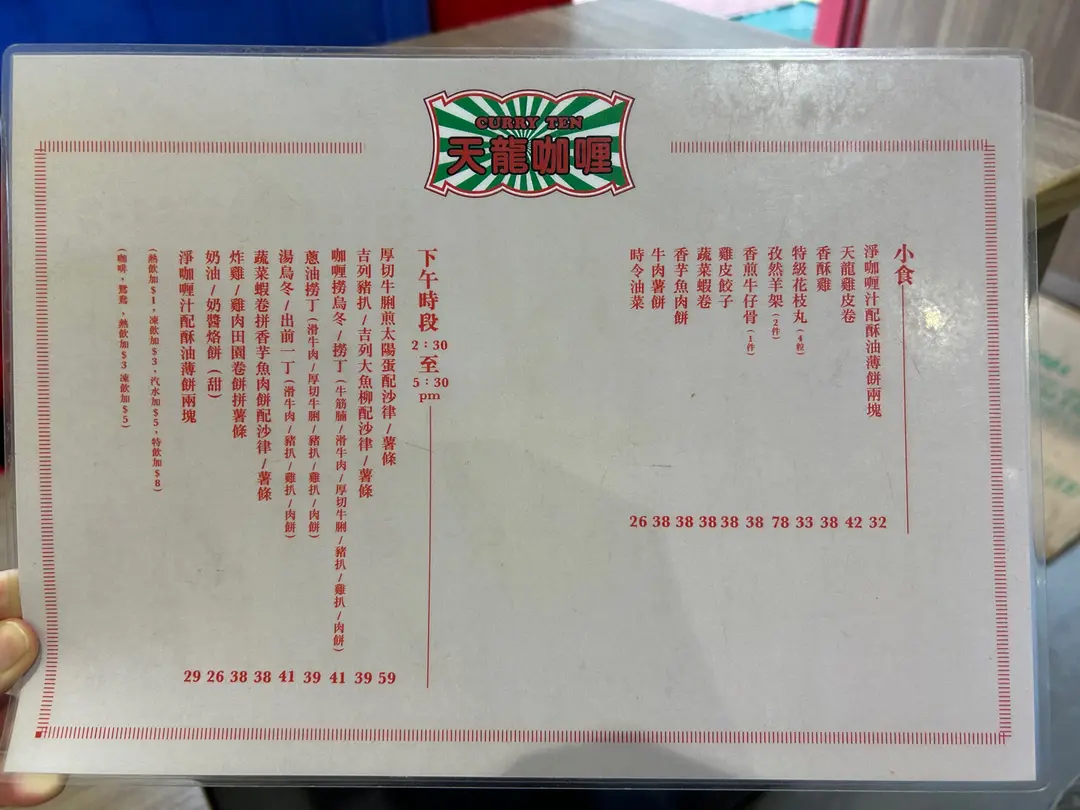 CURRY TEN
天龍咖喱
小食
淨咖喱汁配酥油薄餅兩塊 32
天龍雞皮卷 42
香酥雞 38
特級花枝丸(4粒) 33
孜然羊架(2件) 78
香煎牛仔骨(1件) 38
雞皮餃子 38
蔬菜蝦卷 38
香芋魚肉餅 38
牛肉薯餅 38
時令油菜 26
下午時段 2:30至5:30pm
厚切牛脷煎太陽蛋配沙律/薯條 59
吉列豬扒/吉列大魚柳配沙律/薯條 39
咖喱撈烏冬/撈丁(牛筋腩/滑牛肉/厚切牛脷/豬扒/雞扒/肉餅) 41
蔥油撈丁(滑牛肉/厚切牛脷/豬扒/雞扒/肉餅) 39
湯烏冬/出前一丁(滑牛肉/豬扒/雞扒/肉餅) 41
蔬菜蝦卷拼香芋魚肉餅配沙律/薯條 38
炸雞/雞肉田園卷餅拼薯條 38
奶油/奶醬烙餅(甜) 26
淨咖喱汁配酥油薄餅兩塊 29
(熱飲加$1,凍飲加$3,汽水加$5,特飲加$8)
(咖啡、鴛鴦,熱飲加$3 凍飲加$5)